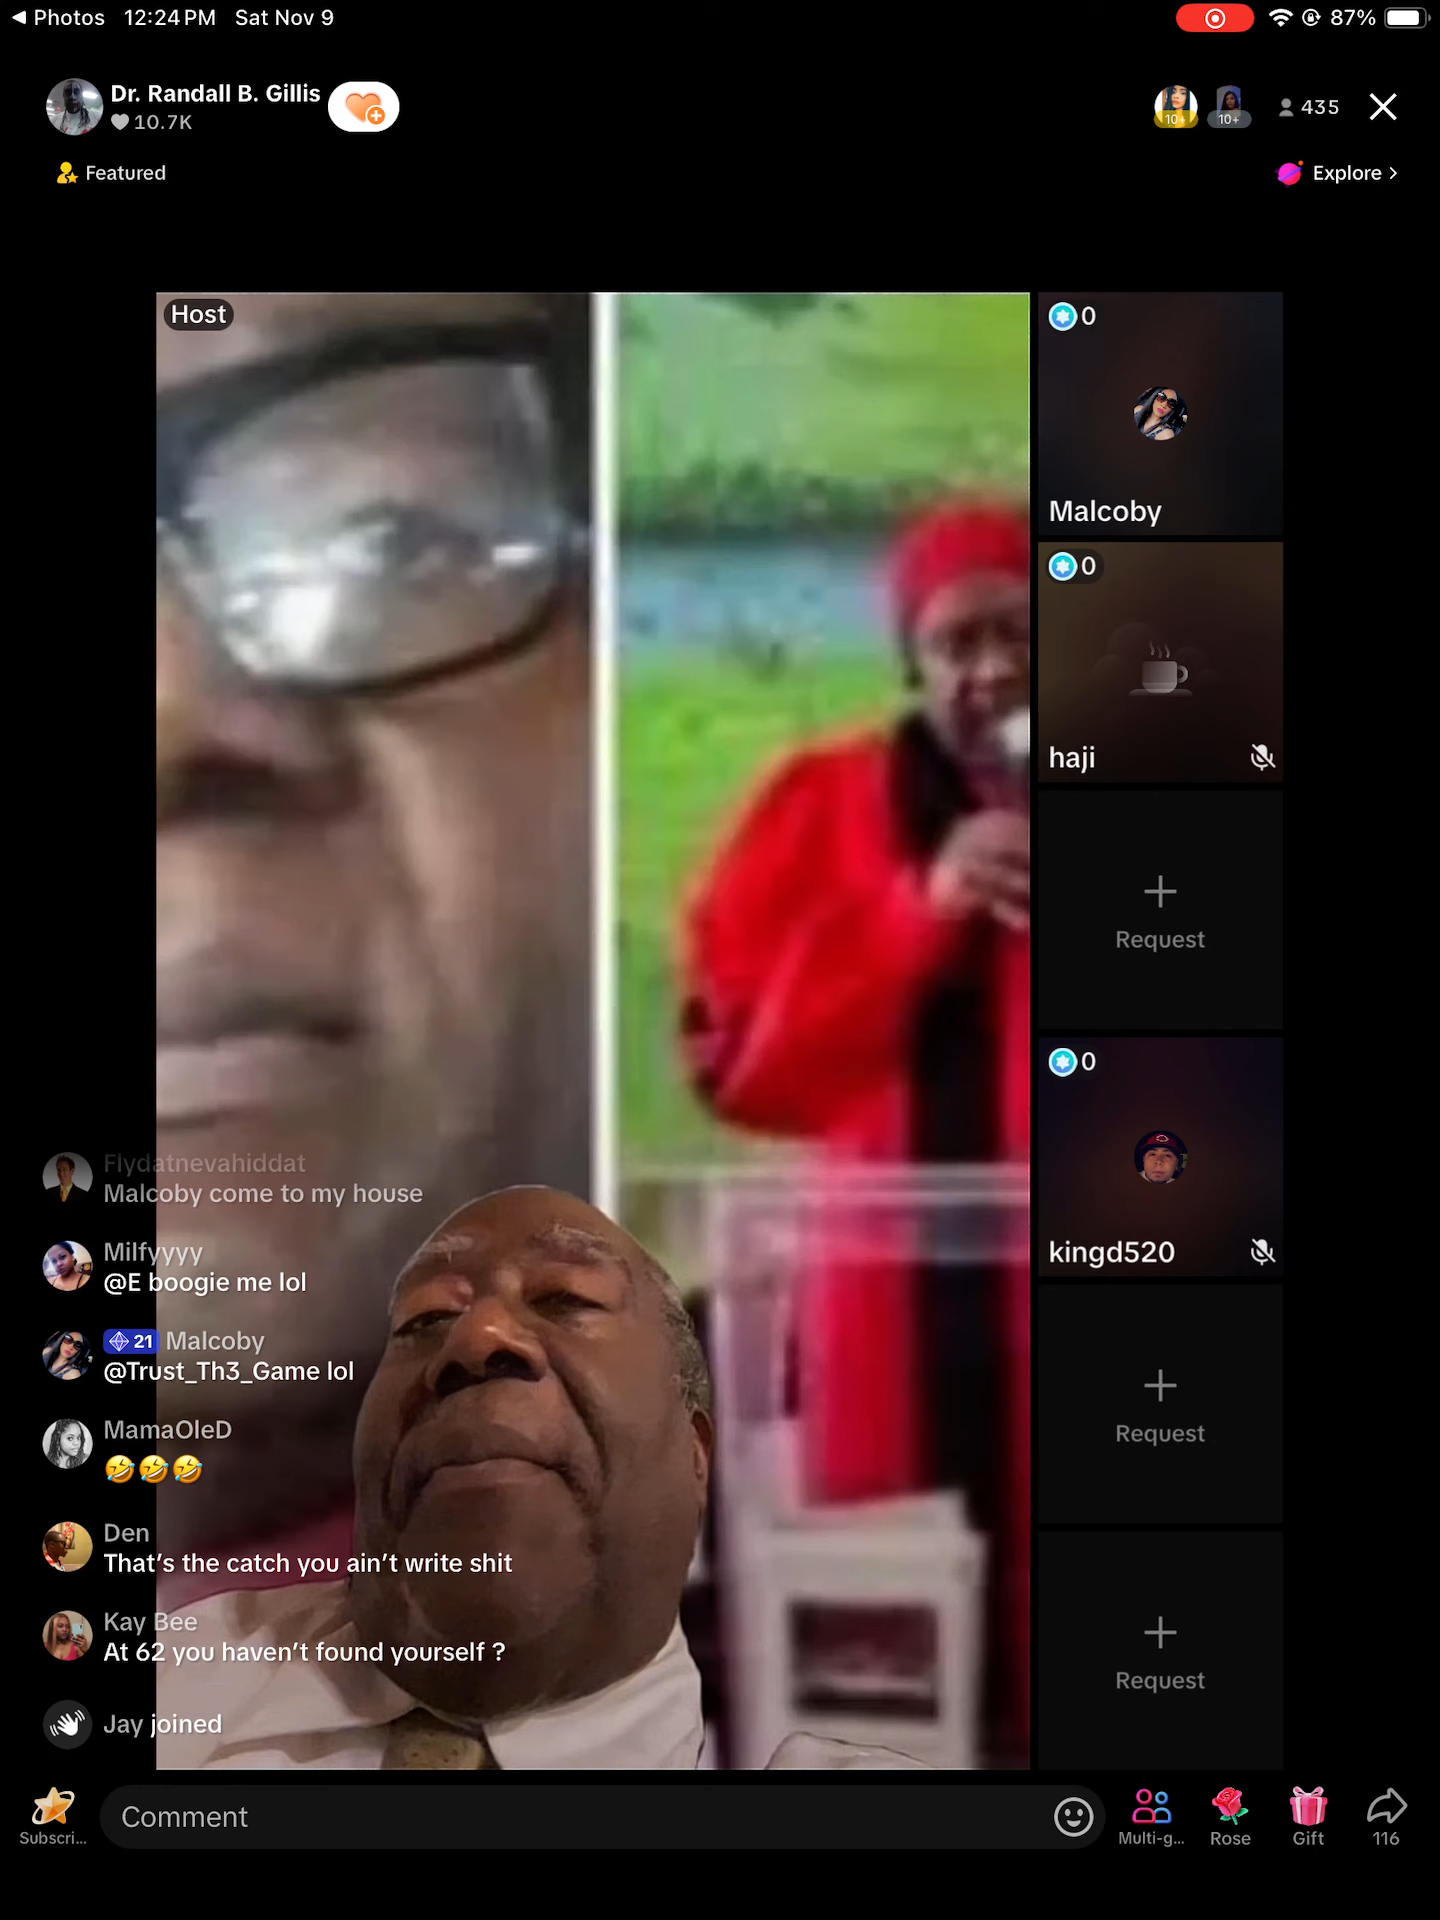 Photos 12:24 PM Sat Nov 9
87%
Dr. Randall B. Gillis
10.7K
10+
10+
435
Featured
Explore
Host
0
Malcoby
0
haji
Request
0
kingd520
Request
Request
Flydatnevahiddat
Malcoby come to my house
Milfyyyy
@E boogie me lol
21 Malcoby
@Trust_Th3_Game lol
MamaOleD
🤣🤣🤣
Den
That's the catch you ain't write shit
Kay Bee
At 62 you haven't found yourself ?
Jay joined
Subscri...
Comment
Multi-g...
Rose
Gift
116